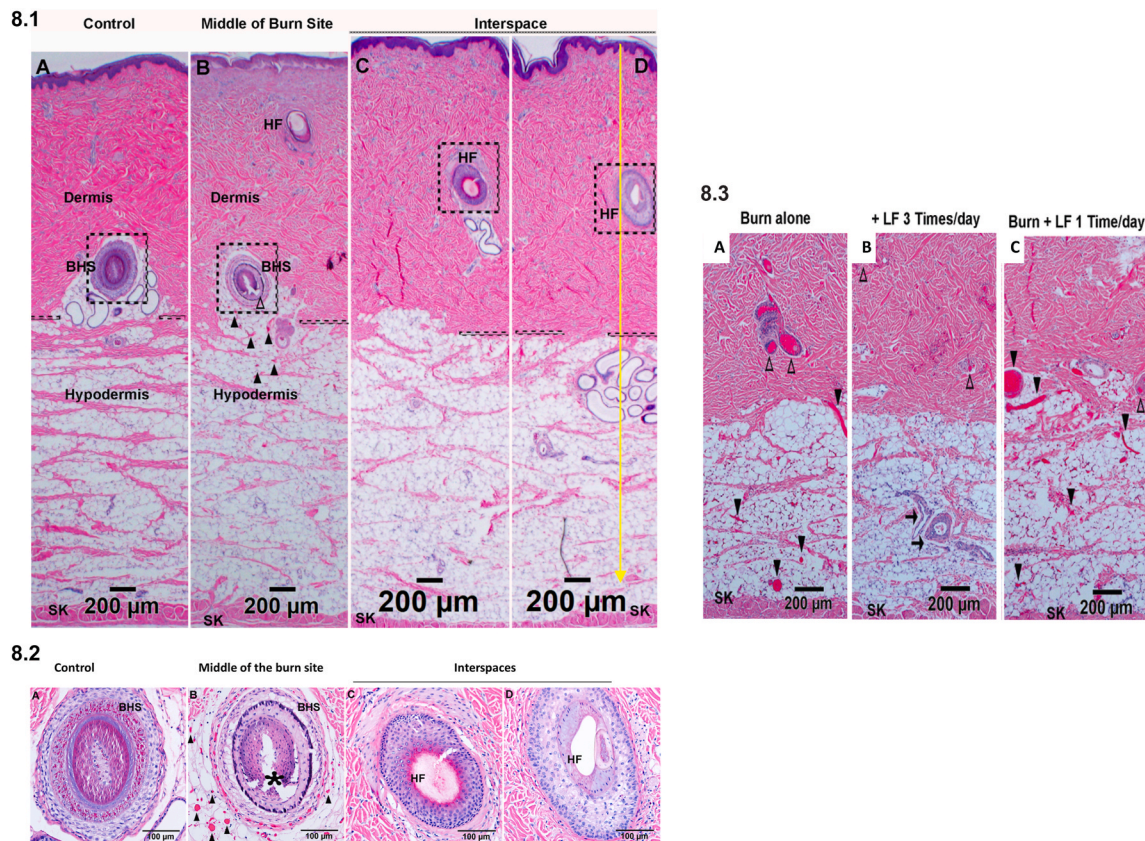 8.1
Control Middle of Burn Site Interspace
A B C D
HF
HF
HF
Dermis Dermis
BHS BHS
Hypodermis Hypodermis
200 µm 200 µm 200 µm 200 µm
SK SK SK SK
8.2
Control Middle of the burn site Interspaces
A B C D
BHS BHS
HF HF
100 µm 100 µm 100 µm 100 µm
8.3
Burn alone + LF 3 Times/day Burn + LF 1 Time/day
A B C
200 µm 200 µm 200 µm
SK SK SK